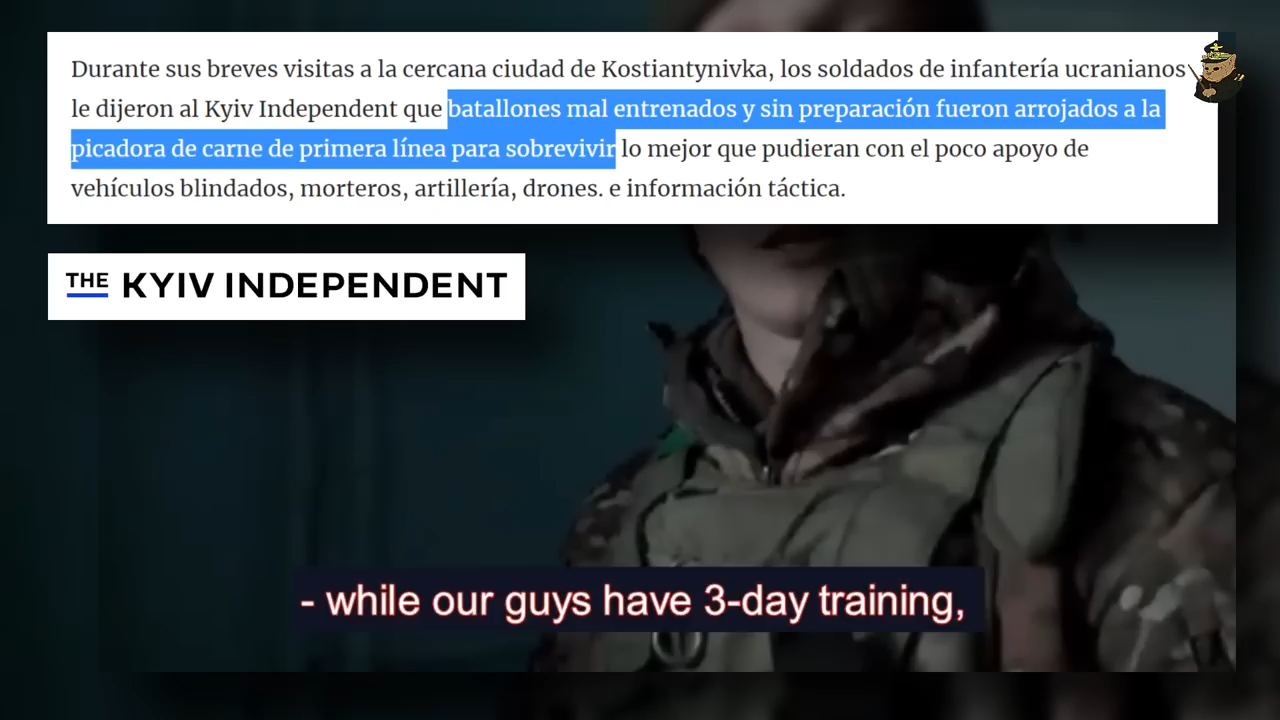 Durante sus breves visitas a la cercana ciudad de Kostiantynivka, los soldados de infantería ucranianos
le dijeron al Kyiv Independent que batallones mal entrenados y sin preparación fueron arrojados a la
picadora de carne de primera línea para sobrevivir lo mejor que pudieran con el poco apoyo de
vehículos blindados, morteros, artillería, drones. e información táctica.
THE KYIV INDEPENDENT
- while our guys have 3-day training,